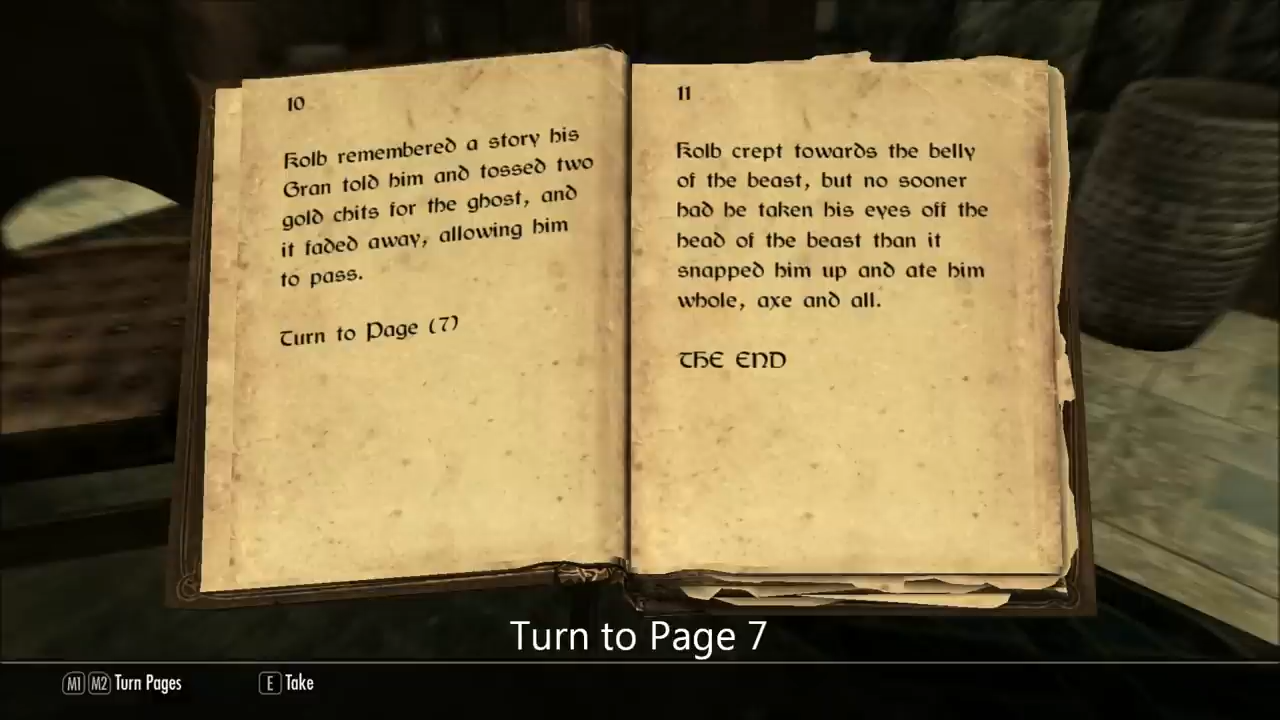 10
Kolb remembered a story his
Gran told him and tossed two
gold chits for the ghost, and
it faded away, allowing him
to pass.
Turn to Page (7)
11
Kolb crept towards the belly
of the beast, but no sooner
had he taken his eyes off the
head of the beast than it
snapped him up and ate him
whole, axe and all.
THE END
Turn to Page 7
M1 M2 Turn Pages
E Take